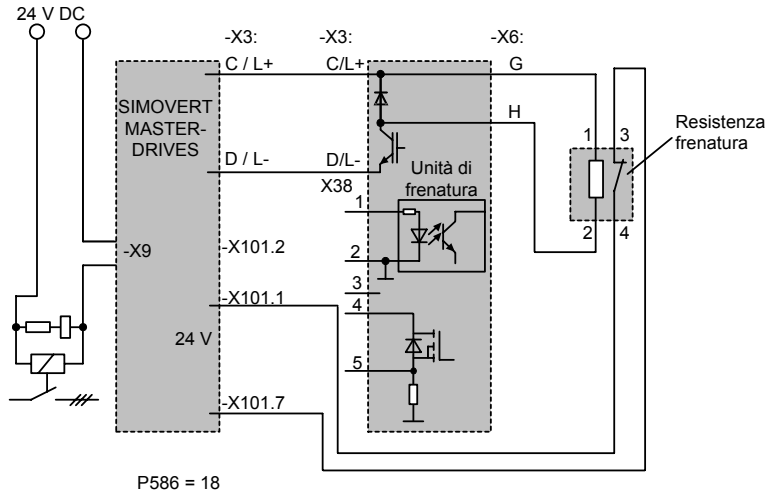 24 V DC
-X3:
-X3:
-X6:
C / L+
C/L+
G
SIMOVERT
MASTER-
DRIVES
H
D / L-
D/L-
X38
Unità di
frenatura
1
3
Resistenza
frenatura
2
4
1
2
3
4
5
-X9
-X101.2
-X101.1
24 V
-X101.7
P586 = 18